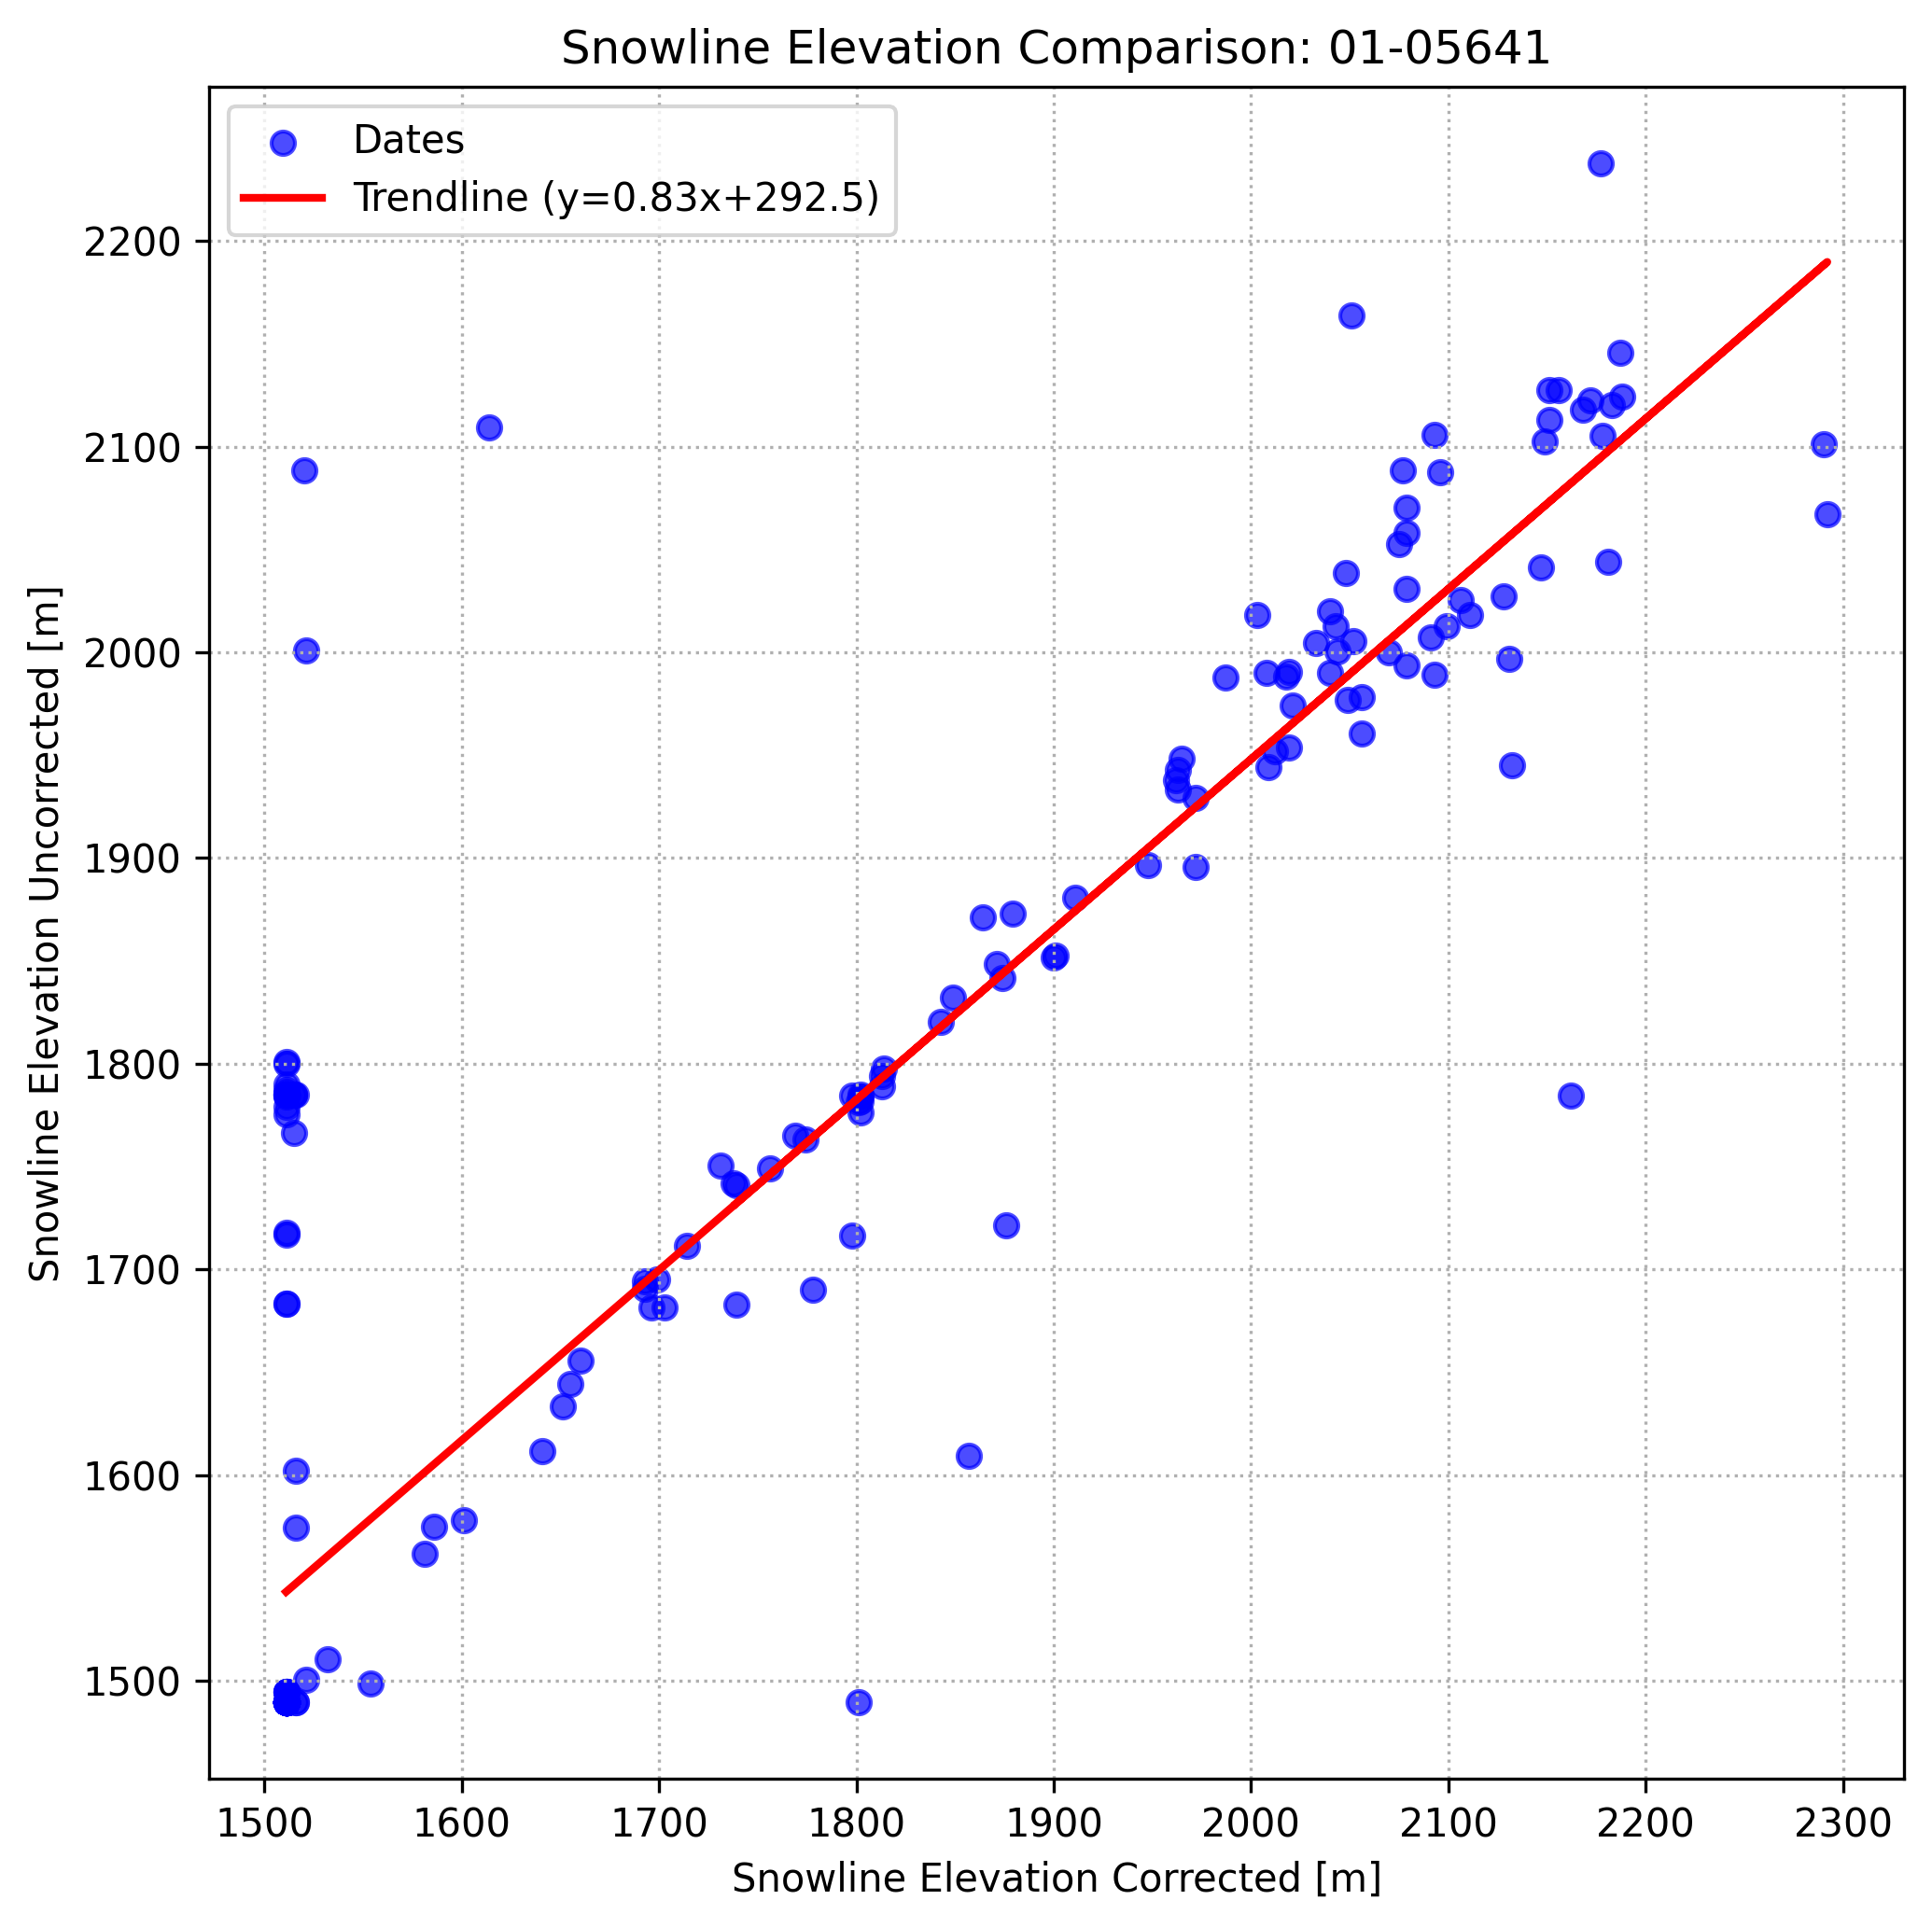 Snowline Elevation Comparison: 01-05641
Dates
Trendline (y=0.83x+292.5)
2200
2100
2000
1900
1800
1700
1600
1500
Snowline Elevation Uncorrected [m]
1500 1600 1700 1800 1900 2000 2100 2200 2300
Snowline Elevation Corrected [m]